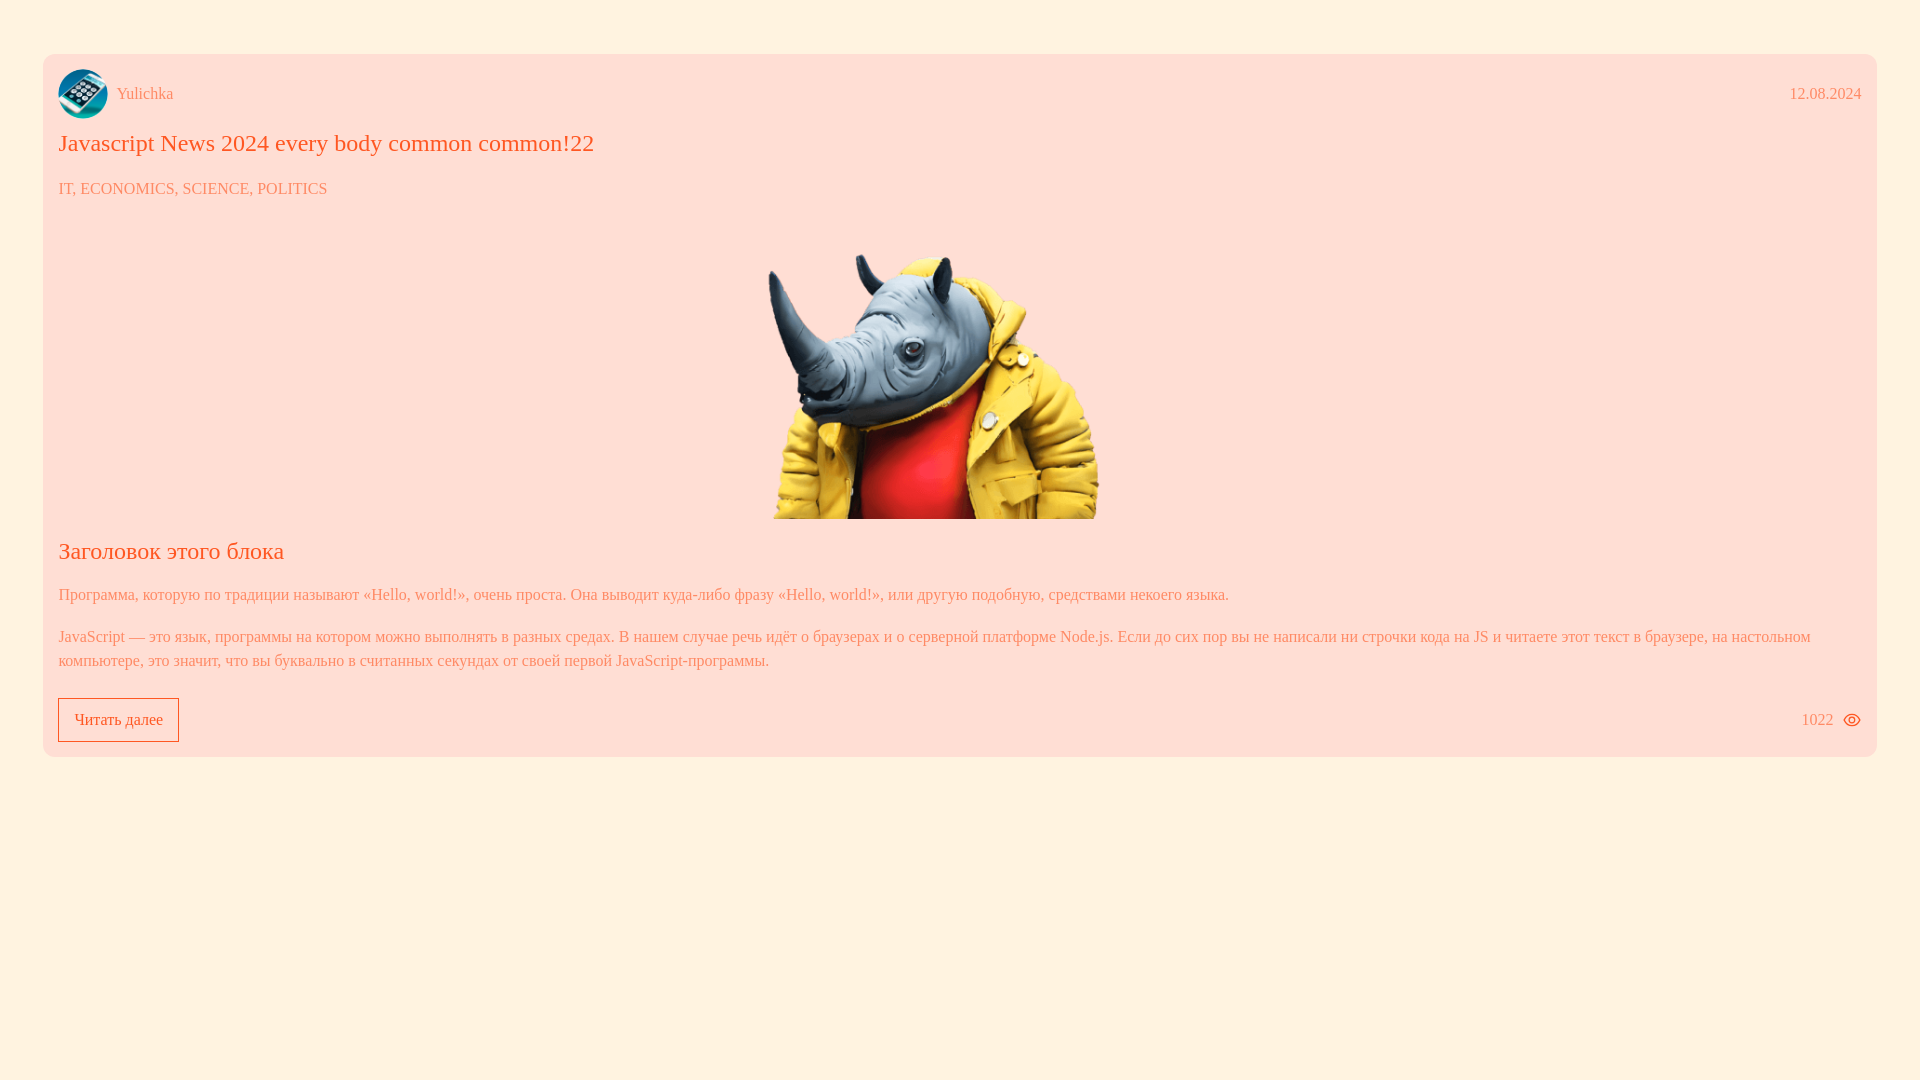 Yulichka
12.08.2024
Javascript News 2024 every body common common!22
IT, ECONOMICS, SCIENCE, POLITICS
Заголовок этого блока
Программа, которую по традиции называют «Hello, world!», очень проста. Она выводит куда-либо фразу «Hello, world!», или другую подобную, средствами некоего языка.
JavaScript — это язык, программы на котором можно выполнять в разных средах. В нашем случае речь идёт о браузерах и о серверной платформе Node.js. Если до сих пор вы не написали ни строчки кода на JS и читаете этот текст в браузере, на настольном
компьютере, это значит, что вы буквально в считанных секундах от своей первой JavaScript-программы.
Читать далее
1022